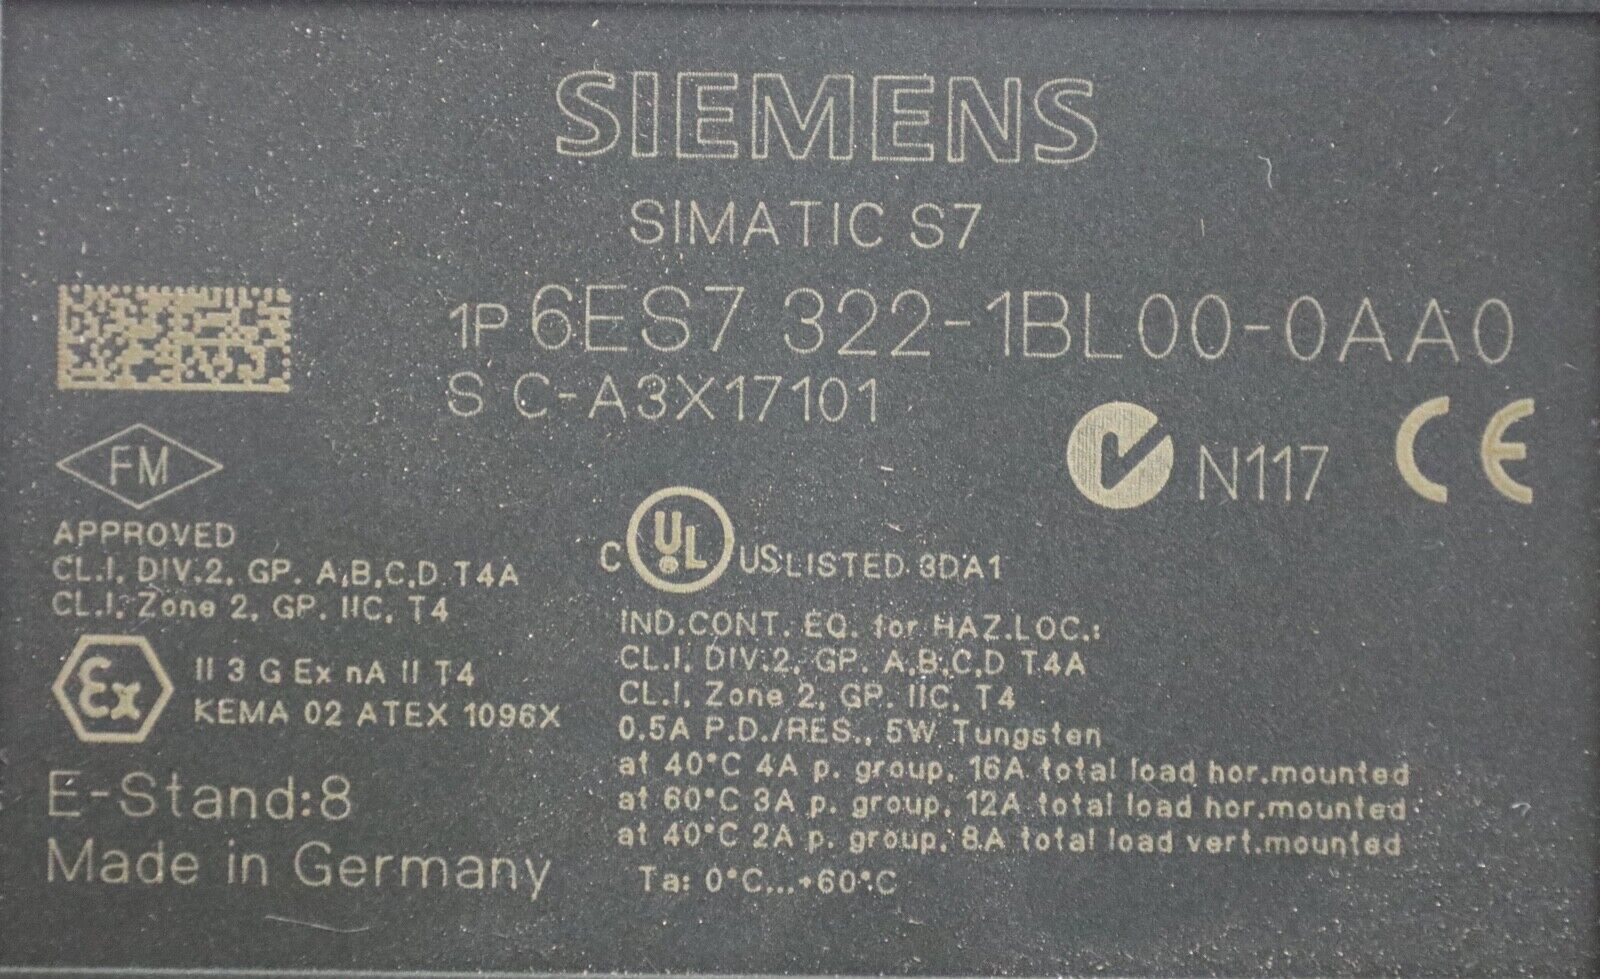 SIEMENS
SIMATIC S7
1P 6ES7 322-1BL00-0AA0
S C-A3X17101
N117 CE
FM
APPROVED
CL.I, DIV.2, GP. A,B,C,D T4A
CL.I, Zone 2, GP. IIC, T4
Ex II 3 G Ex nA II T4
KEMA 02 ATEX 1096X
E-Stand:8
Made in Germany
C UL US LISTED 3DA1
IND.CONT. EQ. for HAZ.LOC.:
CL.I, DIV.2, GP. A,B,C,D T4A
CL.I, Zone 2, GP. IIC, T4
0.5A P.D./RES., 5W Tungsten
at 40°C 4A p. group, 16A total load hor.mounted
at 60°C 3A p. group, 12A total load hor.mounted
at 40°C 2A p. group, 8A total load vert.mounted
Ta: 0°C...+60°C